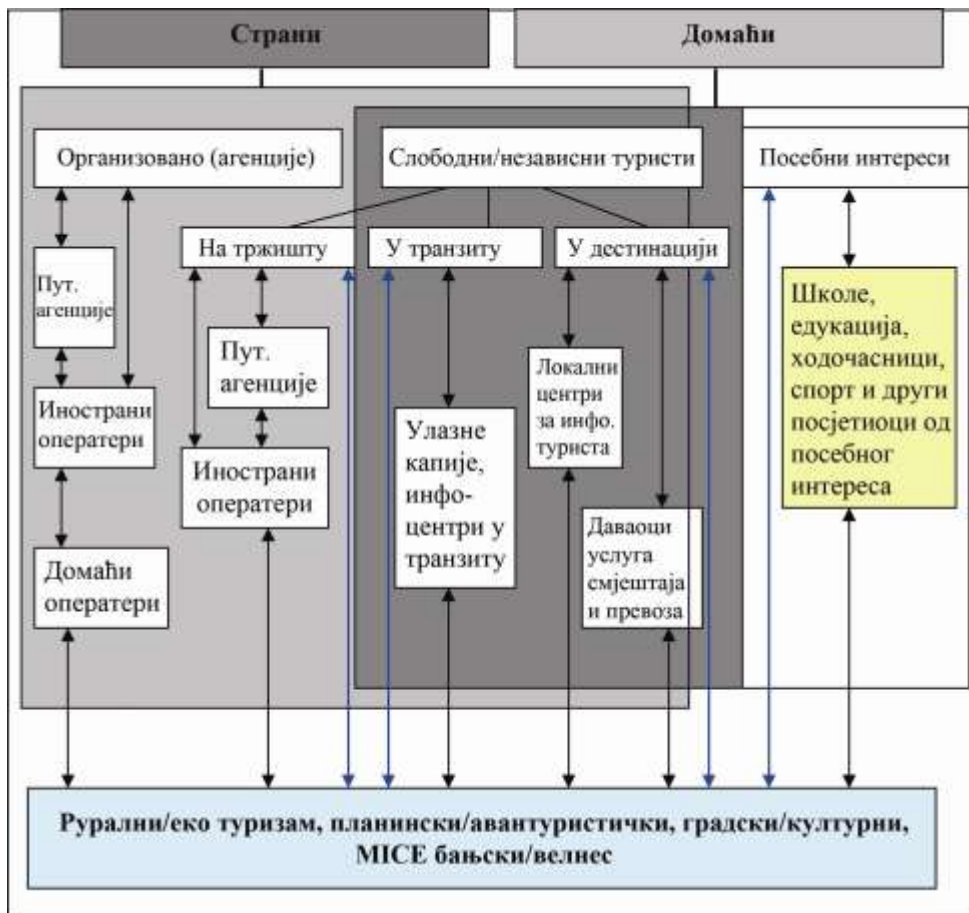 Страни
Домаћи
Организовано (агенције)
Слободни/независни туристи
Посебни интереси
На тржишту
У транзиту
У дестинацији
Пут.
агенције
Инострани
оператери
Домаћи
оператери
Пут.
агенције
Инострани
оператери
Улазне
капије,
инфо-
центри у
транзиту
Локални
центри
за инфо.
туриста
Даваоци
услуга
смјештаја
и превоза
Школе,
едукација,
ходочасници,
спорт и други
посјетиоци од
посебног
интереса
Рурални/еко туризам, планински/авантуристички, градски/културни,
MICE бањски/велнес